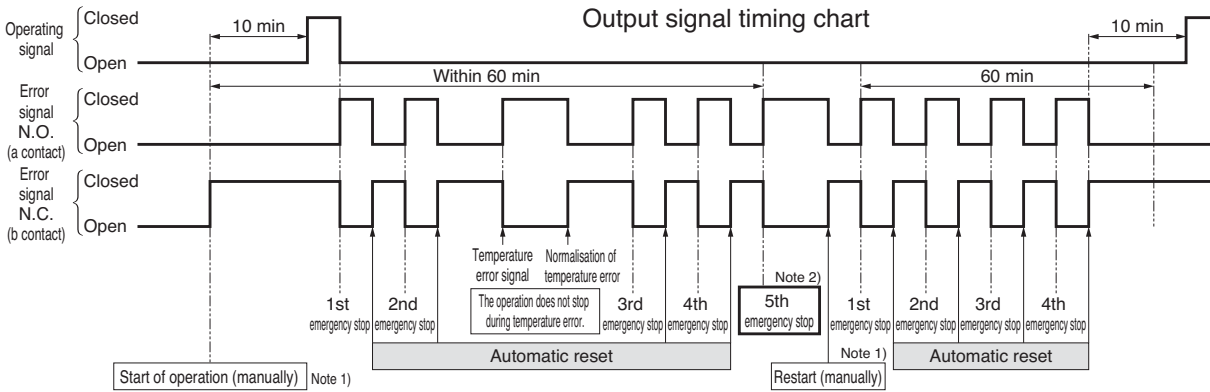 Output signal timing chart
Operating
signal
Closed
Open
10 min
10 min
Within 60 min
60 min
Error
signal
N.O.
(a contact)
Closed
Open
Error
signal
N.C.
(b contact)
Closed
Open
Temperature
error signal
Normalisation of
temperature error
The operation does not stop
during temperature error.
1st
emergency stop
2nd
emergency stop
3rd
emergency stop
4th
emergency stop
Note 2)
5th
emergency stop
1st
emergency stop
2nd
emergency stop
3rd
emergency stop
4th
emergency stop
Automatic reset
Automatic reset
Start of operation (manually) Note 1)
Note 1)
Restart (manually)